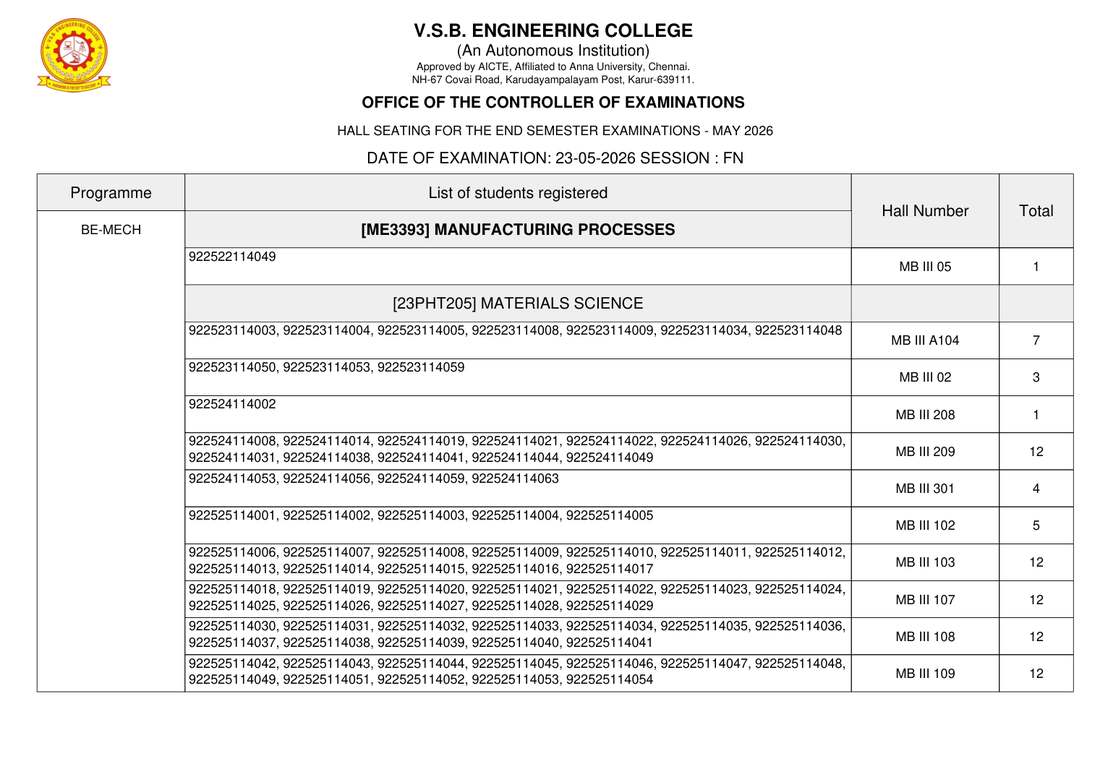 V.S.B. ENGINEERING COLLEGE
(An Autonomous Institution)
Approved by AICTE, Affiliated to Anna University, Chennai.
NH-67 Covai Road, Karudayampalayam Post, Karur-639111.
OFFICE OF THE CONTROLLER OF EXAMINATIONS
HALL SEATING FOR THE END SEMESTER EXAMINATIONS - MAY 2026
DATE OF EXAMINATION: 23-05-2026 SESSION : FN
Programme List of students registered Hall Number Total
BE-MECH [ME3393] MANUFACTURING PROCESSES
922522114049 MB III 05 1
[23PHT205] MATERIALS SCIENCE
922523114003, 922523114004, 922523114005, 922523114008, 922523114009, 922523114034, 922523114048 MB III A104 7
922523114050, 922523114053, 922523114059 MB III 02 3
922524114002 MB III 208 1
922524114008, 922524114014, 922524114019, 922524114021, 922524114022, 922524114026, 922524114030,
922524114031, 922524114038, 922524114041, 922524114044, 922524114049 MB III 209 12
922524114053, 922524114056, 922524114059, 922524114063 MB III 301 4
922525114001, 922525114002, 922525114003, 922525114004, 922525114005 MB III 102 5
922525114006, 922525114007, 922525114008, 922525114009, 922525114010, 922525114011, 922525114012,
922525114013, 922525114014, 922525114015, 922525114016, 922525114017 MB III 103 12
922525114018, 922525114019, 922525114020, 922525114021, 922525114022, 922525114023, 922525114024,
922525114025, 922525114026, 922525114027, 922525114028, 922525114029 MB III 107 12
922525114030, 922525114031, 922525114032, 922525114033, 922525114034, 922525114035, 922525114036,
922525114037, 922525114038, 922525114039, 922525114040, 922525114041 MB III 108 12
922525114042, 922525114043, 922525114044, 922525114045, 922525114046, 922525114047, 922525114048,
922525114049, 922525114051, 922525114052, 922525114053, 922525114054 MB III 109 12